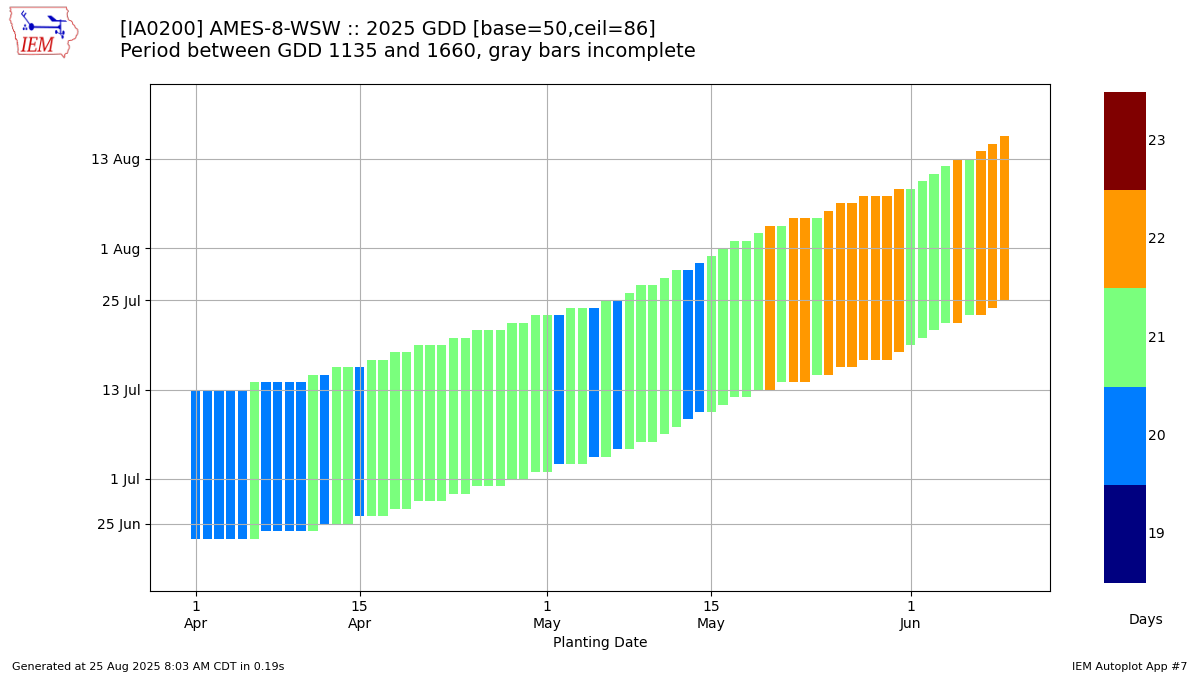 IEM
[IA0200] AMES-8-WSW :: 2025 GDD [base=50,ceil=86]
Period between GDD 1135 and 1660, gray bars incomplete
13 Aug
1 Aug
25 Jul
13 Jul
1 Jul
25 Jun
1
Apr
15
Apr
1
May
15
May
1
Jun
Planting Date
23
22
21
20
19
Days
Generated at 25 Aug 2025 8:03 AM CDT in 0.19s
IEM Autoplot App #7